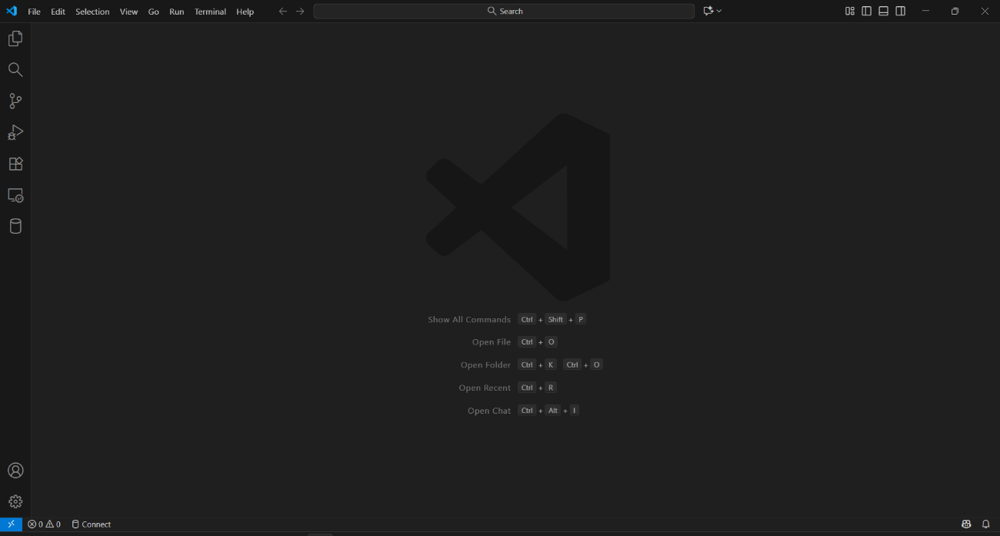 File Edit Selection View Go Run Terminal Help Search
Show All Commands Ctrl + Shift + P
Open File Ctrl + O
Open Folder Ctrl + K Ctrl + O
Open Recent Ctrl + R
Open Chat Ctrl + Alt + I
0 0 Connect